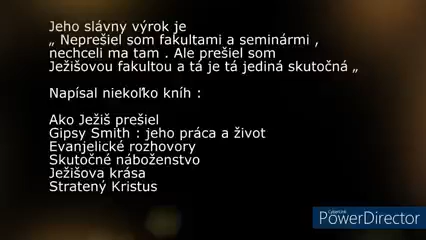 Jeho slávny výrok je
„ Neprešiel som fakultami a seminármi ,
nechceli ma tam . Ale prešiel som
Ježišovou fakultou a tá je tá jediná skutočná „
Napísal niekoľko kníh :
Ako Ježiš prešiel
Gipsy Smith : jeho práca a život
Evanjelické rozhovory
Skutočné náboženstvo
Ježišova krása
Stratený Kristus
CyberLink
PowerDirector